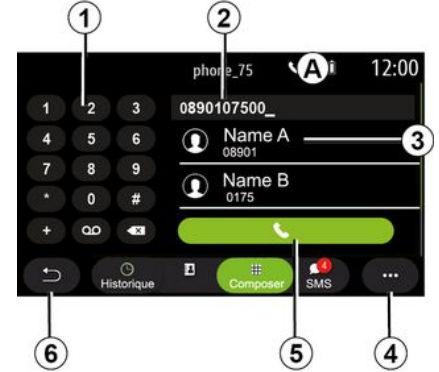 1
2
phone_75
A
12:00
1 2 3
0890107500_
4 5 6
Name A
08901
3
7 8 9
Name B
0175
* 0 #
+
Historique
Composer
4
SMS
...
6
5
4